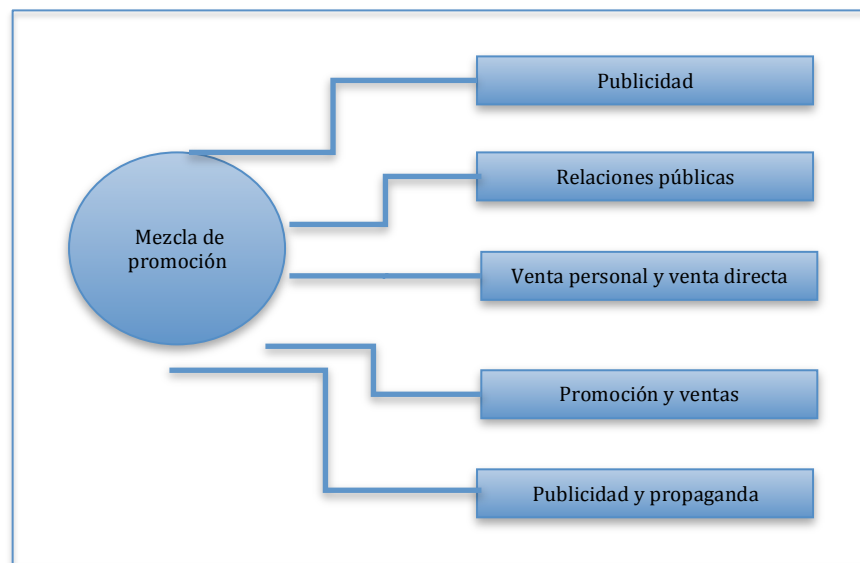 Publicidad
Relaciones públicas
Mezcla de
promoción
Venta personal y venta directa
Promoción y ventas
Publicidad y propaganda